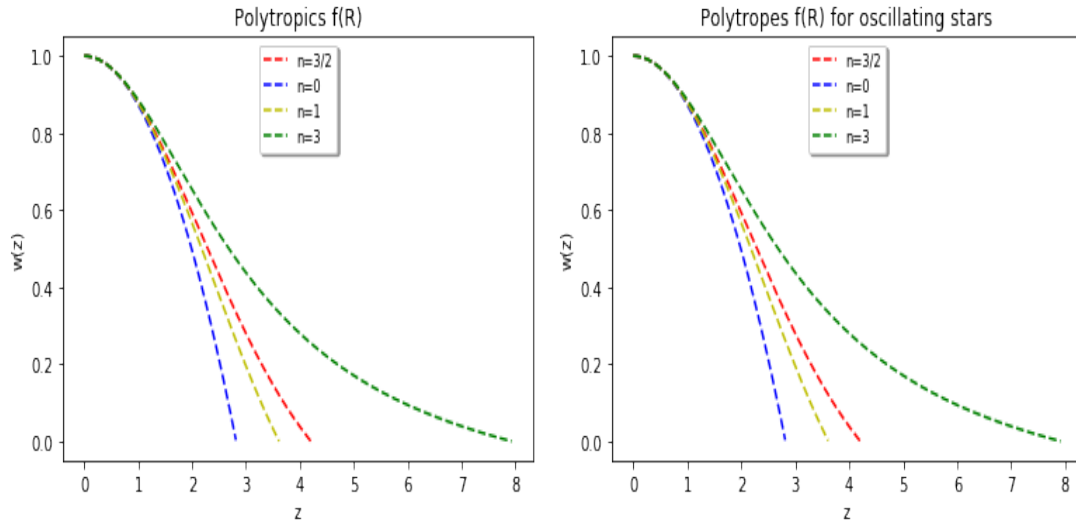 Polytropics f(R)
1.0
0.8
0.6
0.4
0.2
0.0
w(z)
n=3/2
n=0
n=1
n=3
0 1 2 3 4 5 6 7 8
z
Polytropes f(R) for oscillating stars
1.0
0.8
0.6
0.4
0.2
0.0
w(z)
n=3/2
n=0
n=1
n=3
0 1 2 3 4 5 6 7 8
z